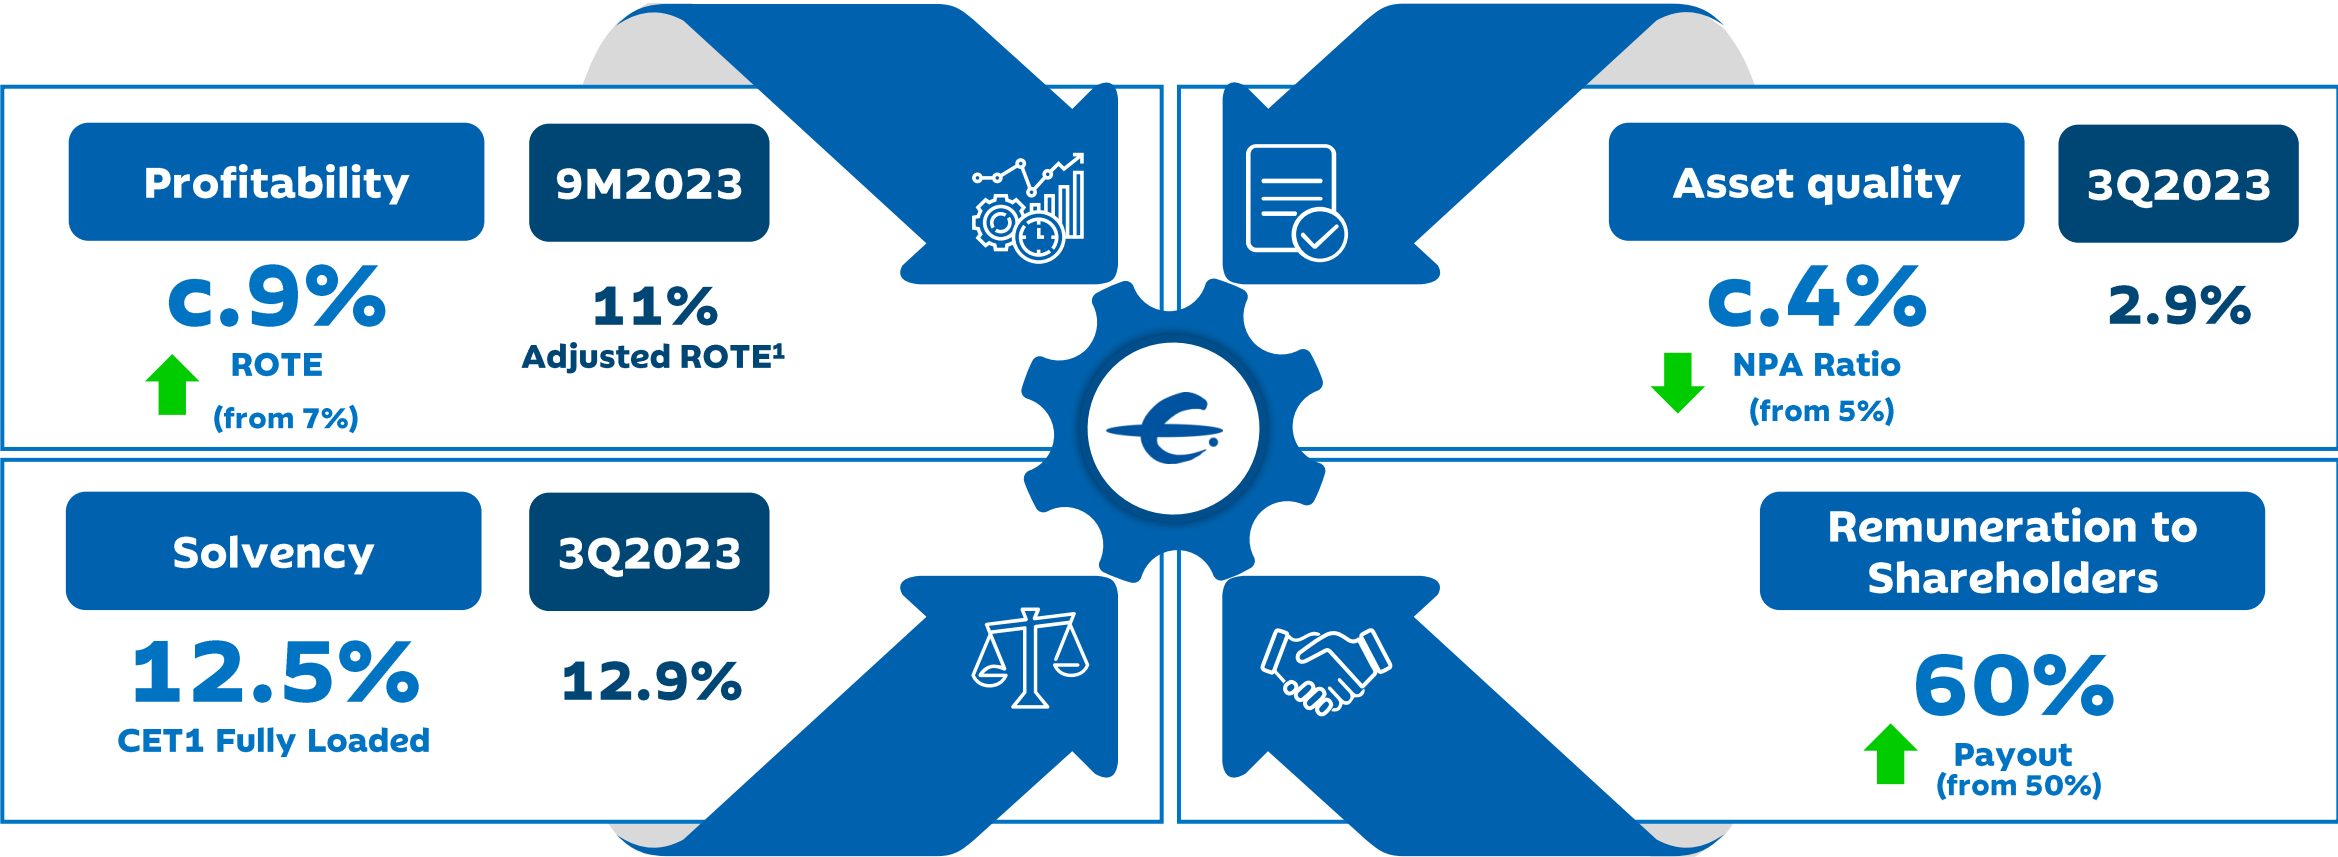 Profitability
9M2023
c.9%
ROTE
(from 7%)
11%
Adjusted ROTE¹
Asset quality
3Q2023
c.4%
NPA Ratio
(from 5%)
2.9%
Solvency
3Q2023
12.5%
CET1 Fully Loaded
12.9%
Remuneration to
Shareholders
60%
Payout
(from 50%)